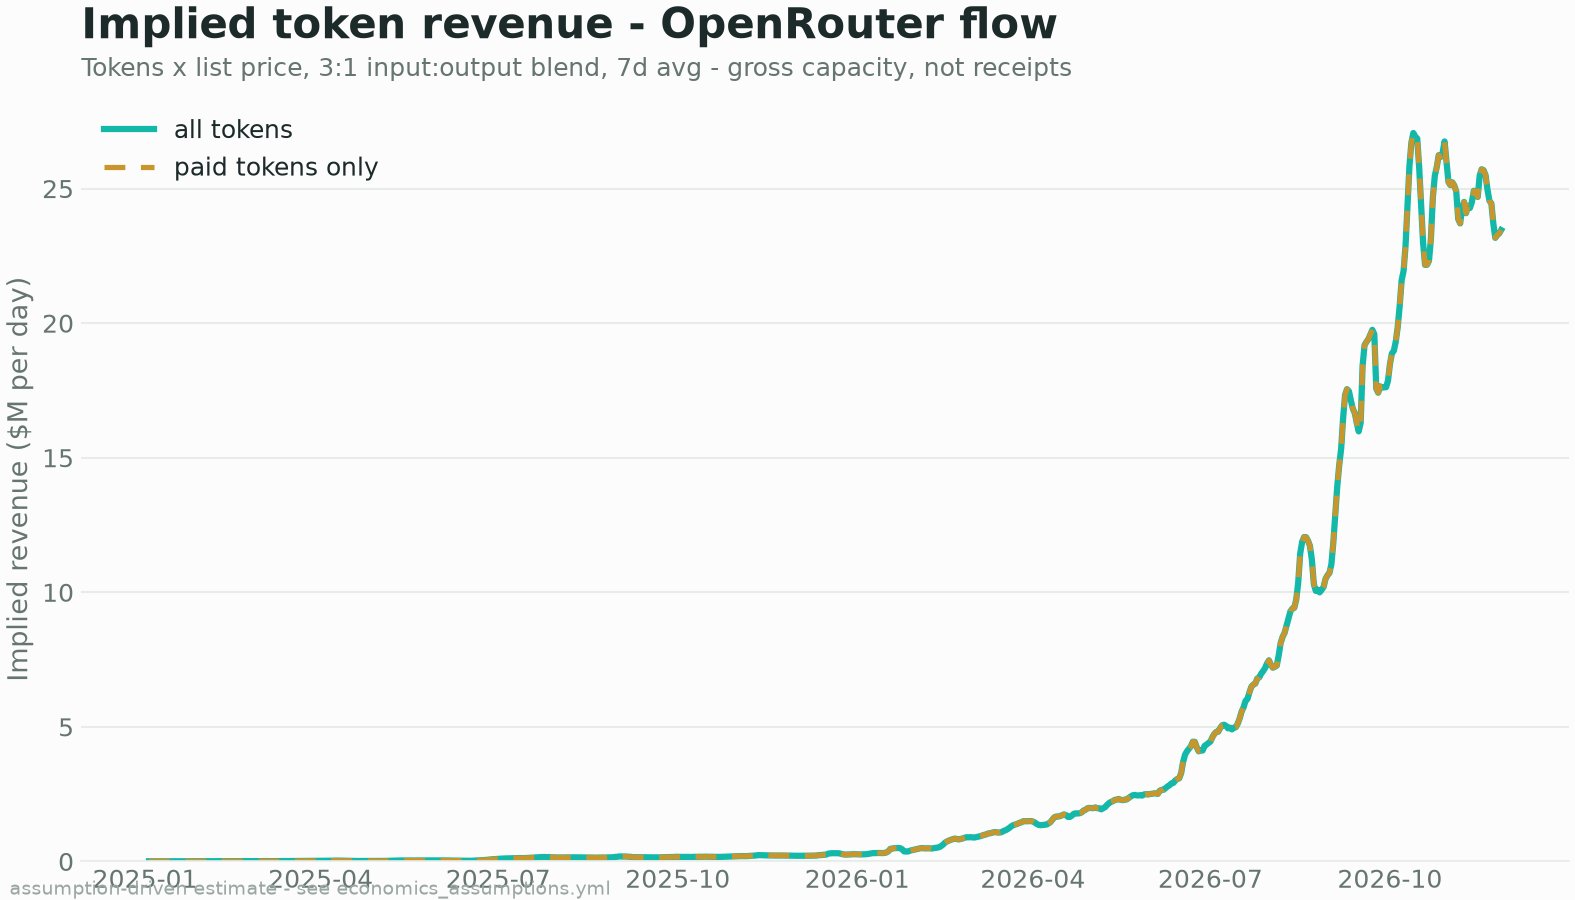 Implied token revenue - OpenRouter flow
Tokens x list price, 3:1 input:output blend, 7d avg - gross capacity, not receipts
all tokens
paid tokens only
Implied revenue ($M per day)
25
20
15
10
5
0
2025-01 2025-04 2025-07 2025-10 2026-01 2026-04 2026-07 2026-10
assumption-driven estimate - see economics_assumptions.yml